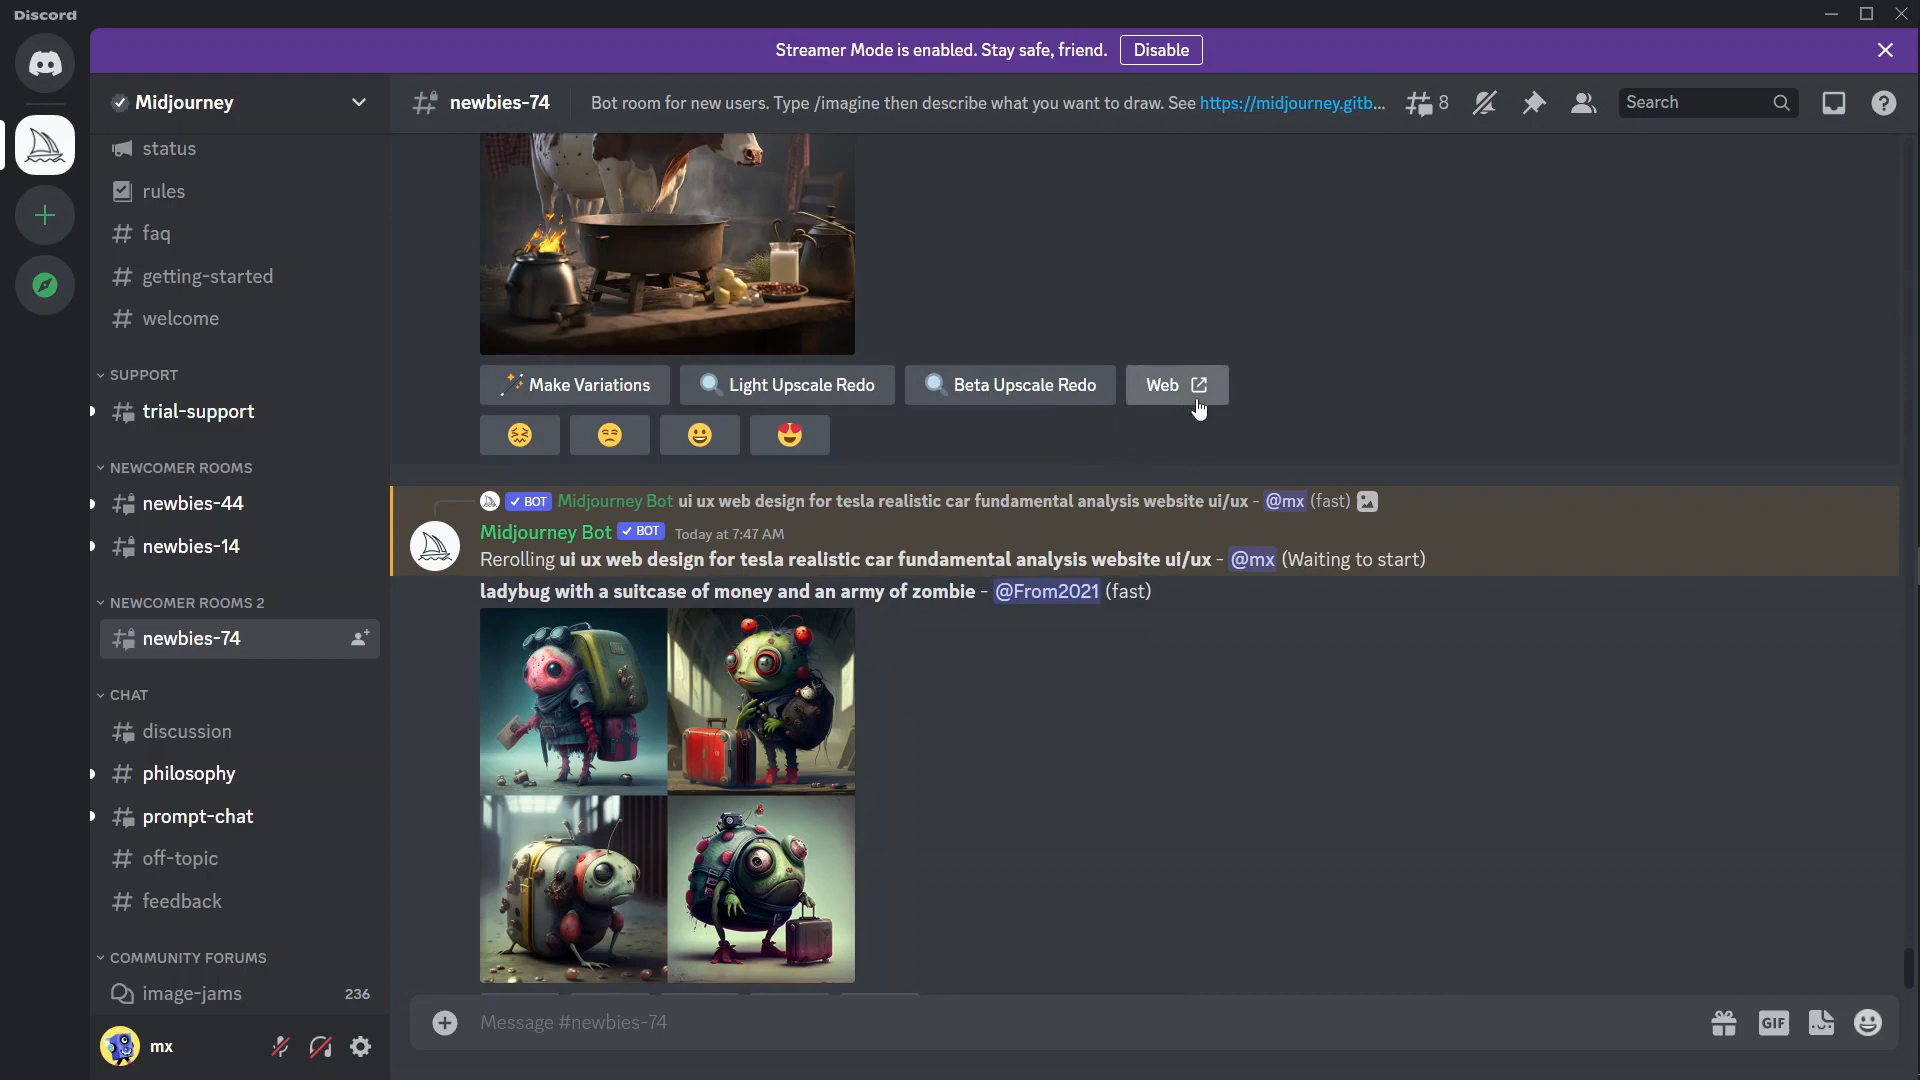 Discord
Streamer Mode is enabled. Stay safe, friend. Disable
Midjourney
newbies-74
Bot room for new users. Type /imagine then describe what you want to draw. See https://midjourney.gitb...
8
Search
status
rules
faq
getting-started
welcome
SUPPORT
trial-support
NEWCOMER ROOMS
newbies-44
newbies-14
NEWCOMER ROOMS 2
newbies-74
CHAT
discussion
philosophy
prompt-chat
off-topic
feedback
COMMUNITY FORUMS
image-jams 236
mx
Make Variations Light Upscale Redo Beta Upscale Redo Web
BOT Midjourney Bot ui ux web design for tesla realistic car fundamental analysis website ui/ux - @mx (fast)
Midjourney Bot BOT Today at 7:47 AM
Rerolling ui ux web design for tesla realistic car fundamental analysis website ui/ux - @mx (Waiting to start)
ladybug with a suitcase of money and an army of zombie - @From2021 (fast)
Message #newbies-74
GIF